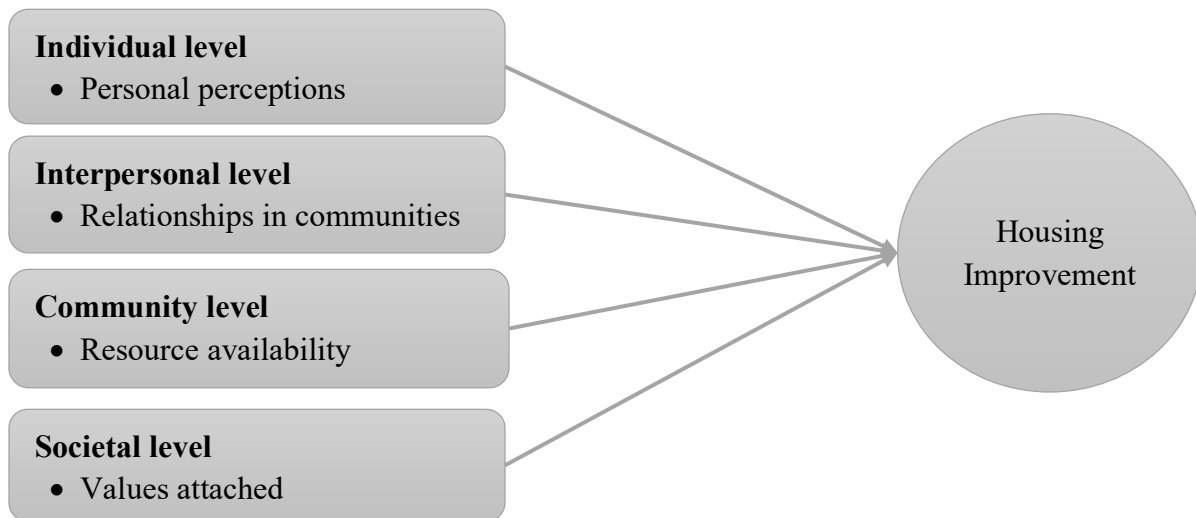 Individual level
• Personal perceptions
Interpersonal level
• Relationships in communities
Community level
• Resource availability
Societal level
• Values attached
Housing
Improvement